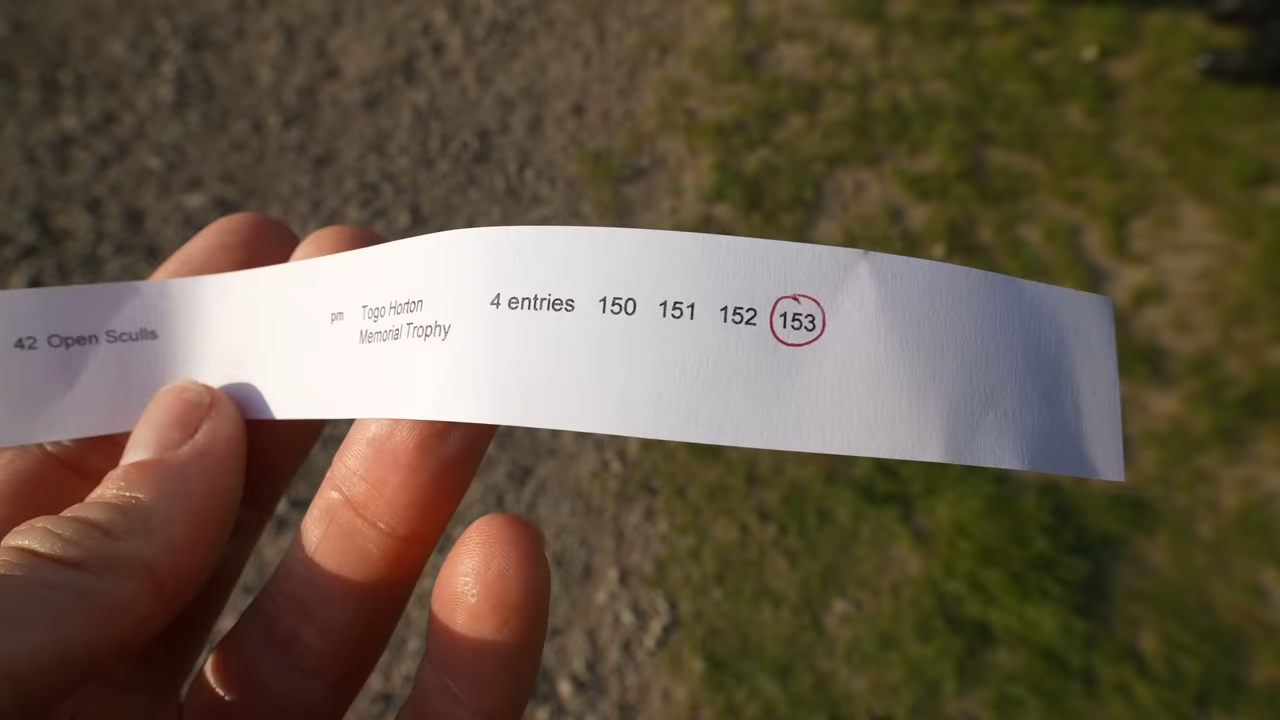 42 Open Sculls
pm
Togo Horton
Memorial Trophy
4 entries 150 151 152 153